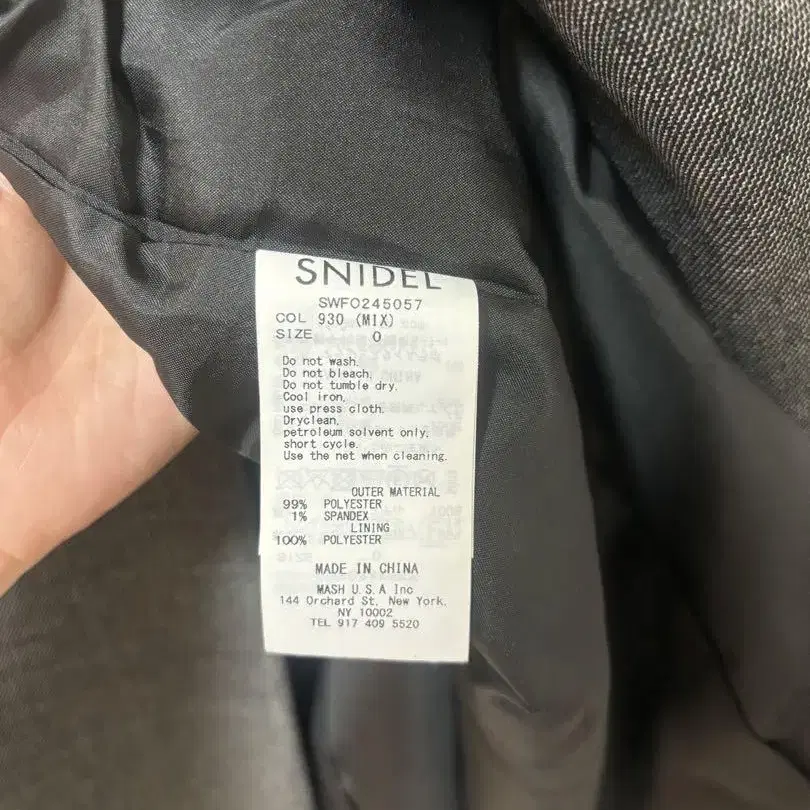 SNIDEL
SWFO245057
COL 930 (MIX)
SIZE 0
Do not wash.
Do not bleach.
Do not tumble dry.
Cool iron.
use press cloth.
Dryclean.
petroleum solvent only.
short cycle.
Use the net when cleaning.
OUTER MATERIAL
99% POLYESTER
1% SPANDEX
LINING
100% POLYESTER
MADE IN CHINA
MASH U.S.A Inc
144 Orchard St, New York.
NY 10002
TEL 917 409 5520